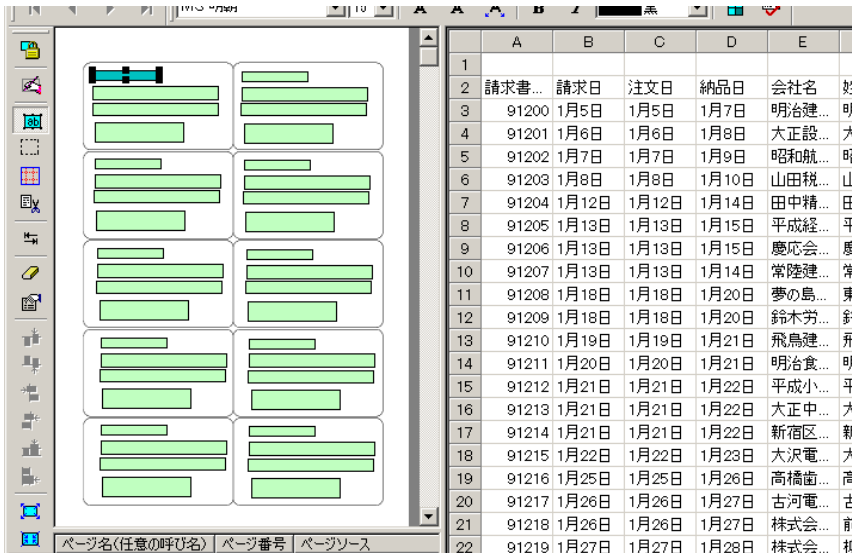 15 A A A B I 黒
A B C D E
1
2 請求書... 請求日 注文日 納品日 会社名
3 91200 1月5日 1月5日 1月7日 明治建...
4 91201 1月6日 1月6日 1月8日 大正設...
5 91202 1月7日 1月7日 1月9日 昭和航...
6 91203 1月8日 1月8日 1月10日 山田税...
7 91204 1月12日 1月12日 1月14日 田中精...
8 91205 1月13日 1月13日 1月15日 平成経...
9 91206 1月13日 1月13日 1月15日 慶応会...
10 91207 1月13日 1月13日 1月14日 常陸建...
11 91208 1月18日 1月18日 1月20日 夢の島...
12 91209 1月18日 1月18日 1月20日 鈴木労...
13 91210 1月19日 1月19日 1月21日 飛鳥建...
14 91211 1月20日 1月20日 1月21日 明治食...
15 91212 1月21日 1月21日 1月22日 平成小...
16 91213 1月21日 1月21日 1月22日 大正中...
17 91214 1月21日 1月21日 1月22日 新宿区...
18 91215 1月22日 1月22日 1月23日 大沢電...
19 91216 1月25日 1月25日 1月26日 高橋歯...
20 91217 1月26日 1月26日 1月27日 古河電...
21 91218 1月26日 1月26日 1月27日 株式会...
22 91219 1月27日 1月27日 1月28日 株式会...
ページ名(任意の呼び名) ページ番号 ページソース